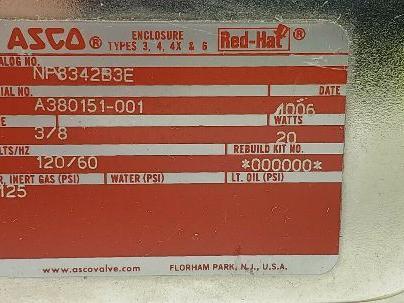 ASCO® ENCLOSURE TYPES 3, 4, 4X & 6 Red-Hat®
ALOG NO.
NP8342B3E
IAL NO. DATE
A380151-001 4006
E WATTS
3/8 20
LTS/HZ REBUILD KIT NO.
120/60 *000000*
R, INERT GAS (PSI) WATER (PSI) LT. OIL (PSI)
125
www.ascovalve.com FLORHAM PARK, N.J., U.S.A.